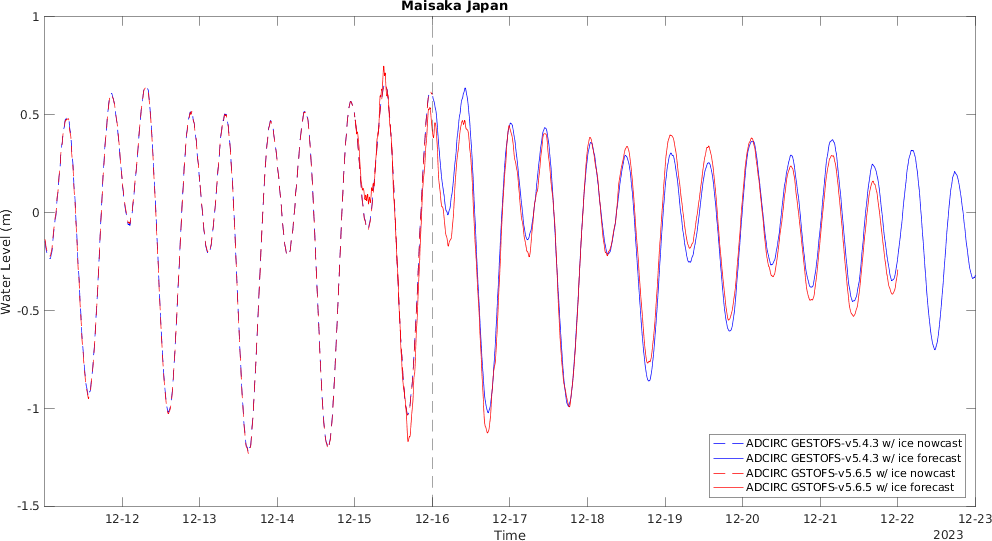 Maisaka Japan
Water Level (m)
1
0.5
0
-0.5
-1
-1.5
12-12
12-13
12-14
12-15
12-16
12-17
12-18
12-19
12-20
12-21
12-22
12-23
Time
2023
ADCIRC GESTOFS-v5.4.3 w/ ice nowcast
ADCIRC GESTOFS-v5.4.3 w/ ice forecast
ADCIRC GSTOFS-v5.6.5 w/ ice nowcast
ADCIRC GSTOFS-v5.6.5 w/ ice forecast